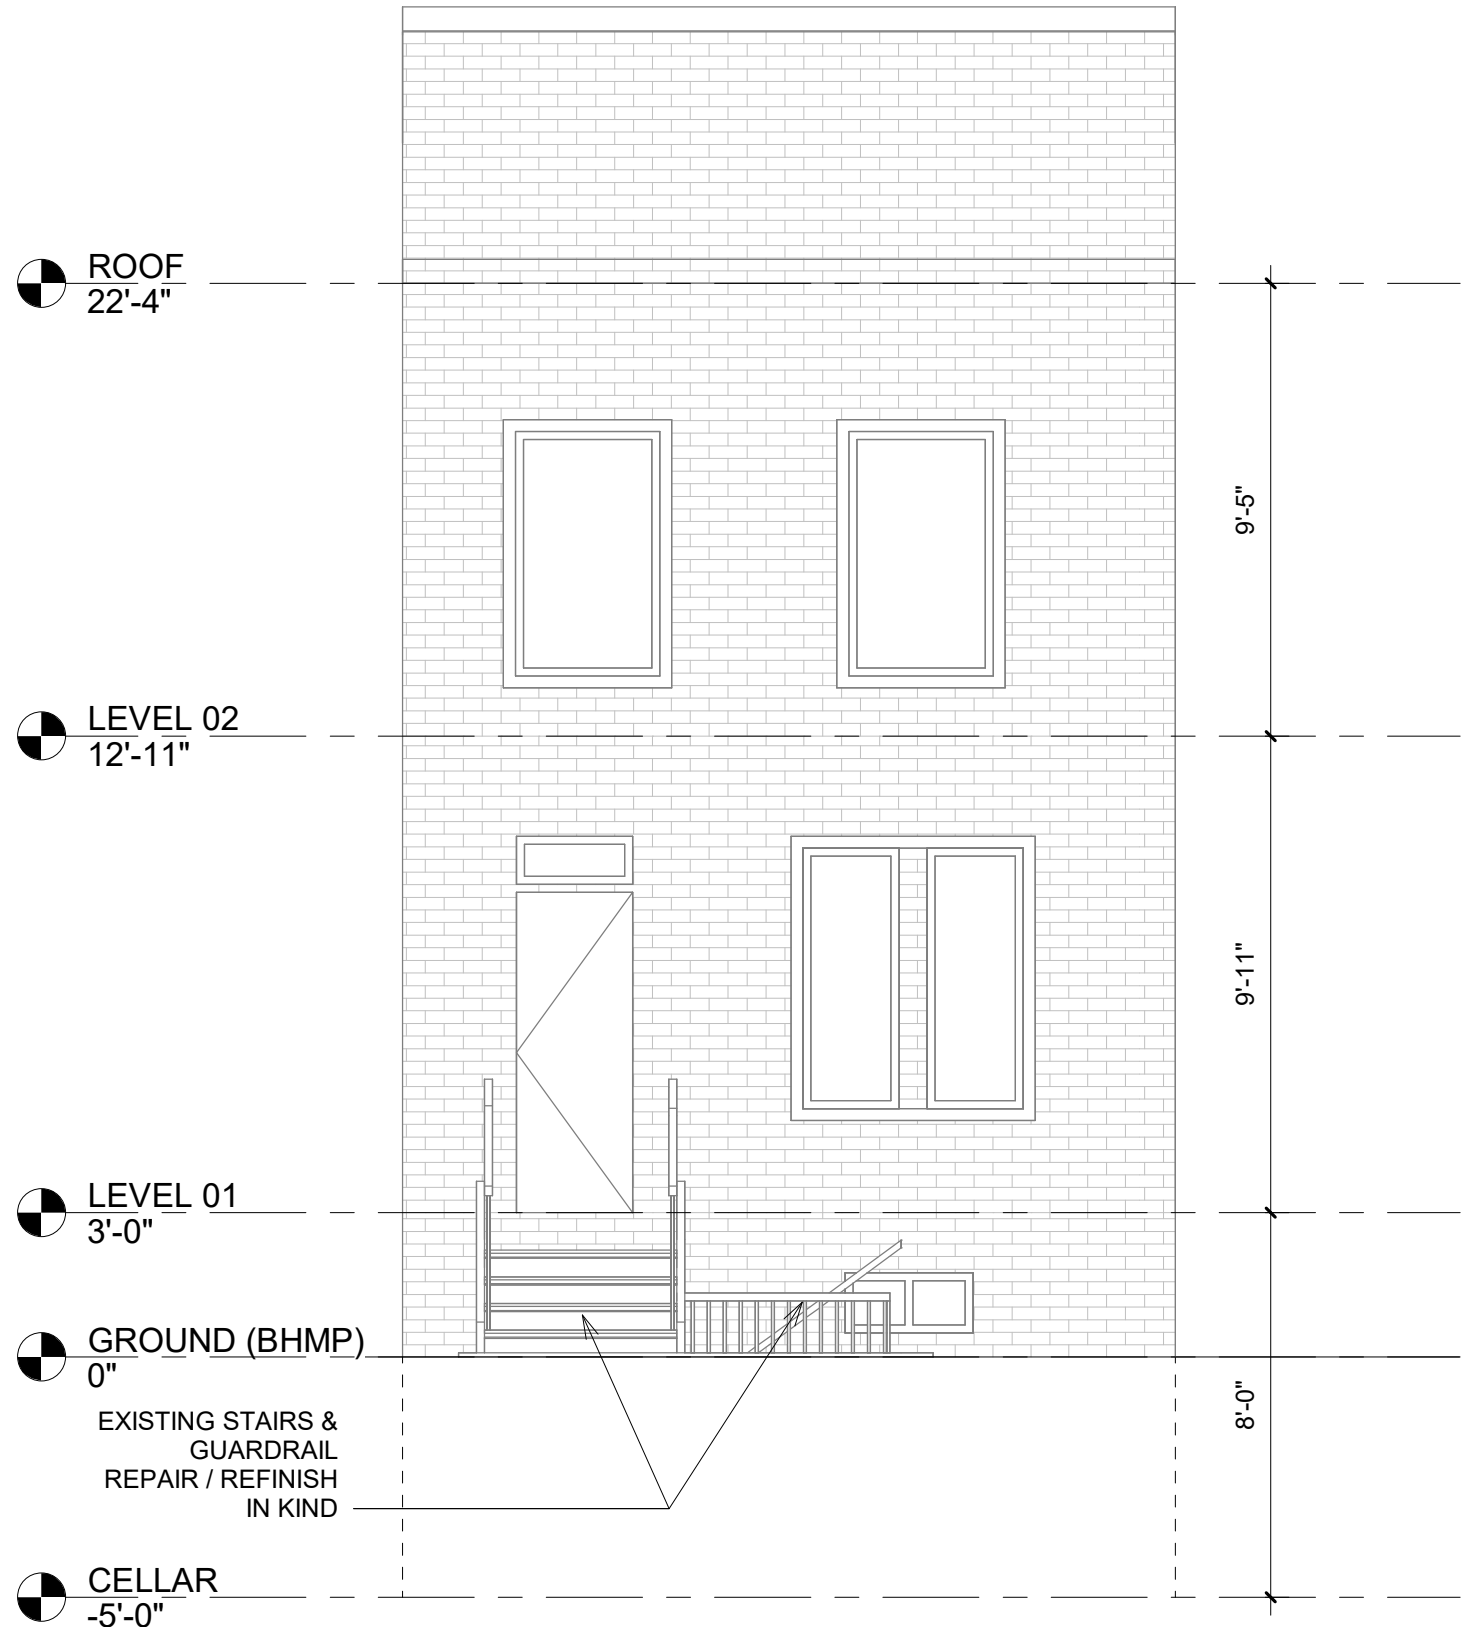 ROOF
22'-4"
9'-5"
LEVEL 02
12'-11"
9'-11"
LEVEL 01
3'-0"
GROUND (BHMP)
0"
8'-0"
EXISTING STAIRS &
GUARDRAIL
REPAIR / REFINISH
IN KIND
CELLAR
-5'-0"